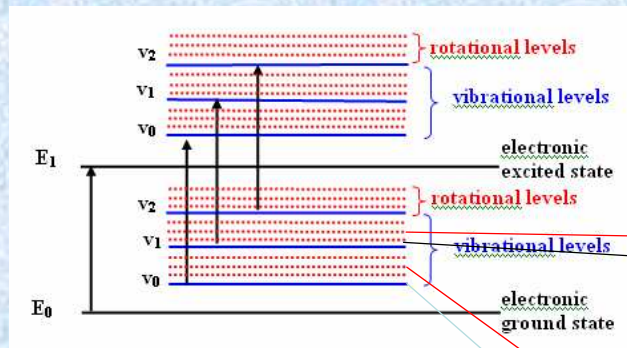 v₂
rotational levels
v₁
vibrational levels
v₀
E₁
electronic
excited state
v₂
rotational levels
v₁
vibrational levels
v₀
E₀
electronic
ground state